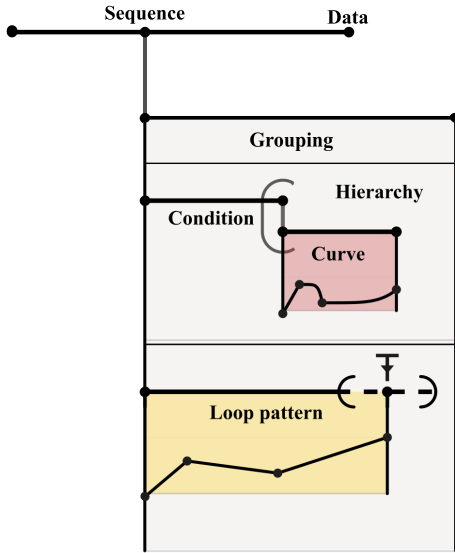 Sequence
Data
Grouping
Hierarchy
Condition
Curve
Loop pattern